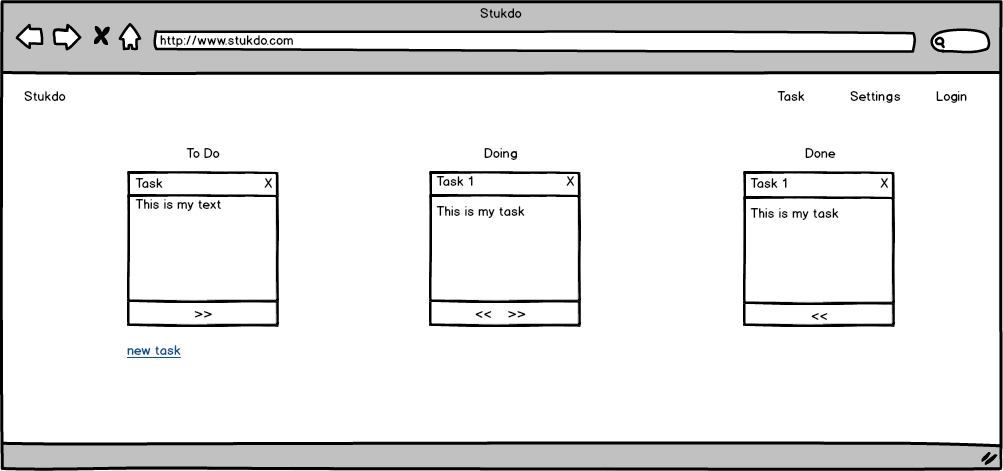 Stukdo
http://www.stukdo.com
Stukdo Task Settings Login
To Do Doing Done
Task X Task 1 X Task 1 X
This is my text This is my task This is my task
>> << >> <<
new task